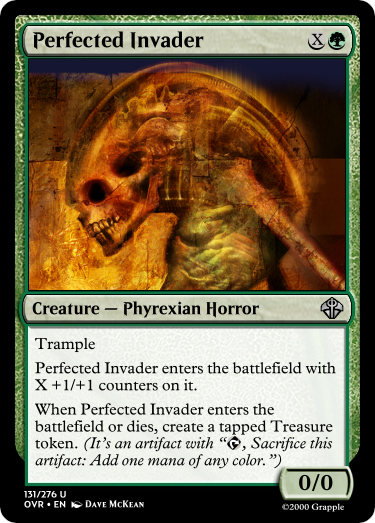 Perfected Invader X
Creature — Phyrexian Horror
Trample
Perfected Invader enters the battlefield with
X +1/+1 counters on it.
When Perfected Invader enters the
battlefield or dies, create a tapped Treasure
token. (It's an artifact with “, Sacrifice this
artifact: Add one mana of any color.”)
0/0
131/276 U
OVR • EN Dave McKean
©2000 Grapple